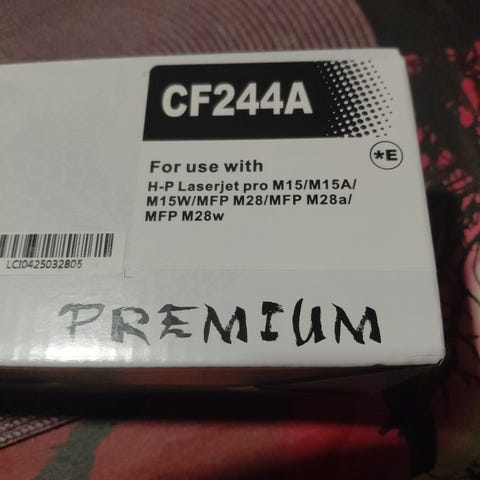 CF244A
*E
For use with
H-P Laserjet pro M15/M15A/
M15W/MFP M28/MFP M28a/
MFP M28w
LCI0425032805
PREMIUM